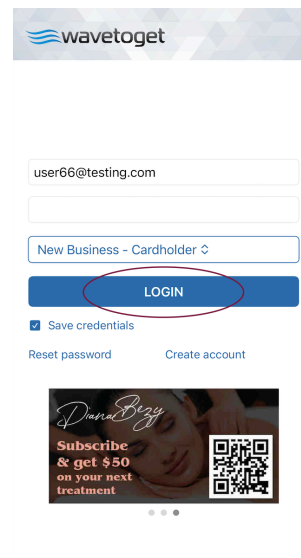 wavetoget
user66@testing.com
New Business - Cardholder
LOGIN
Save credentials
Reset password Create account
Diana Bezy
Subscribe
& get $50
on your next
treatment